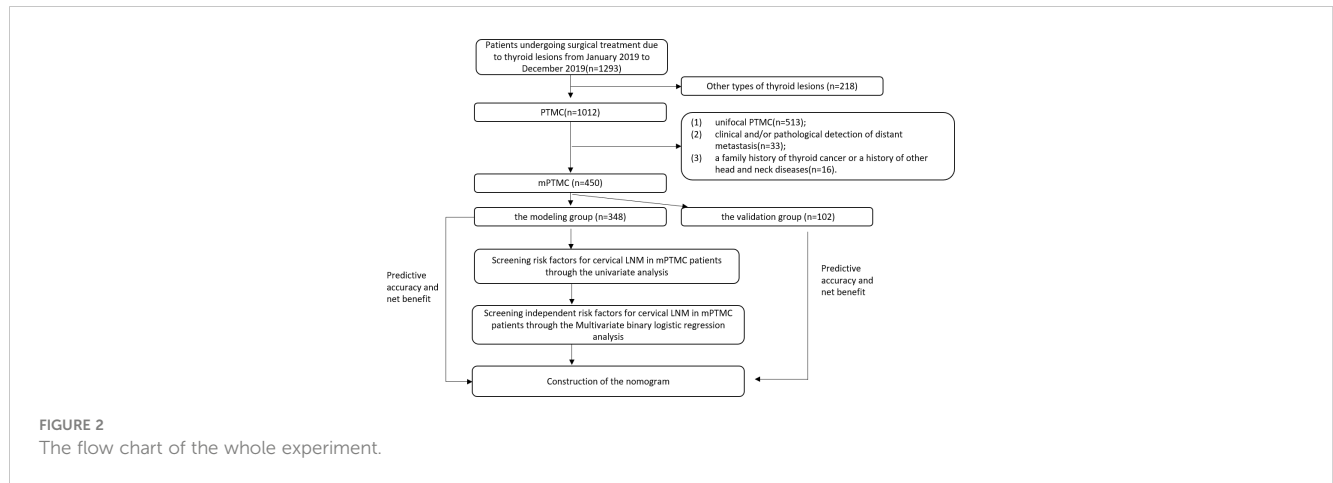 Patients undergoing surgical treatment due
to thyroid lesions from January 2019 to
December 2019(n=1293)
Other types of thyroid lesions (n=218)
PTMC(n=1012)
(1) unifocal PTMC(n=513);
(2) clinical and/or pathological detection of distant
metastasis(n=33);
(3) a family history of thyroid cancer or a history of other
head and neck diseases(n=16).
mPTMC (n=450)
the modeling group (n=348)
the validation group (n=102)
Screening risk factors for cervical LNM in mPTMC patients
through the univariate analysis
Predictive
accuracy and
net benefit
Predictive
accuracy and
net benefit
Screening independent risk factors for cervical LNM in mPTMC
patients through the Multivariate binary logistic regression
analysis
Construction of the nomogram
FIGURE 2
The flow chart of the whole experiment.